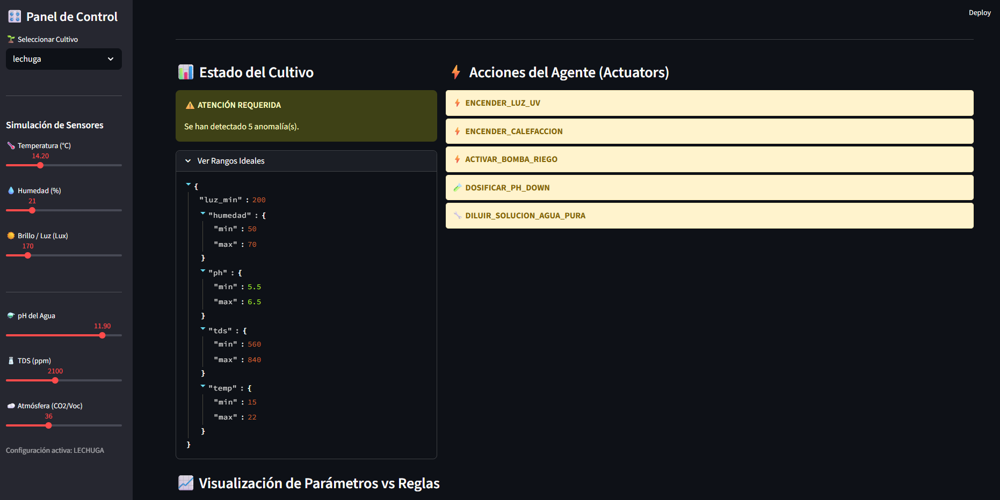 Panel de Control
Seleccionar Cultivo
lechuga
Simulación de Sensores
Temperatura (°C)
14.20
Humedad (%)
21
Brillo / Luz (Lux)
170
pH del Agua
11.90
TDS (ppm)
2100
Atmósfera (CO2/Voc)
36
Configuración activa: LECHUGA
Deploy
Estado del Cultivo
ATENCIÓN REQUERIDA
Se han detectado 5 anomalía(s).
Ver Rangos Ideales
{
"luz_min" : 200
"humedad" : {
"min" : 50
"max" : 70
}
"ph" : {
"min" : 5.5
"max" : 6.5
}
"tds" : {
"min" : 560
"max" : 840
}
"temp" : {
"min" : 15
"max" : 22
}
}
Acciones del Agente (Actuators)
ENCENDER_LUZ_UV
ENCENDER_CALEFACCION
ACTIVAR_BOMBA_RIEGO
DOSIFICAR_PH_DOWN
DILUIR_SOLUCION_AGUA_PURA
Visualización de Parámetros vs Reglas